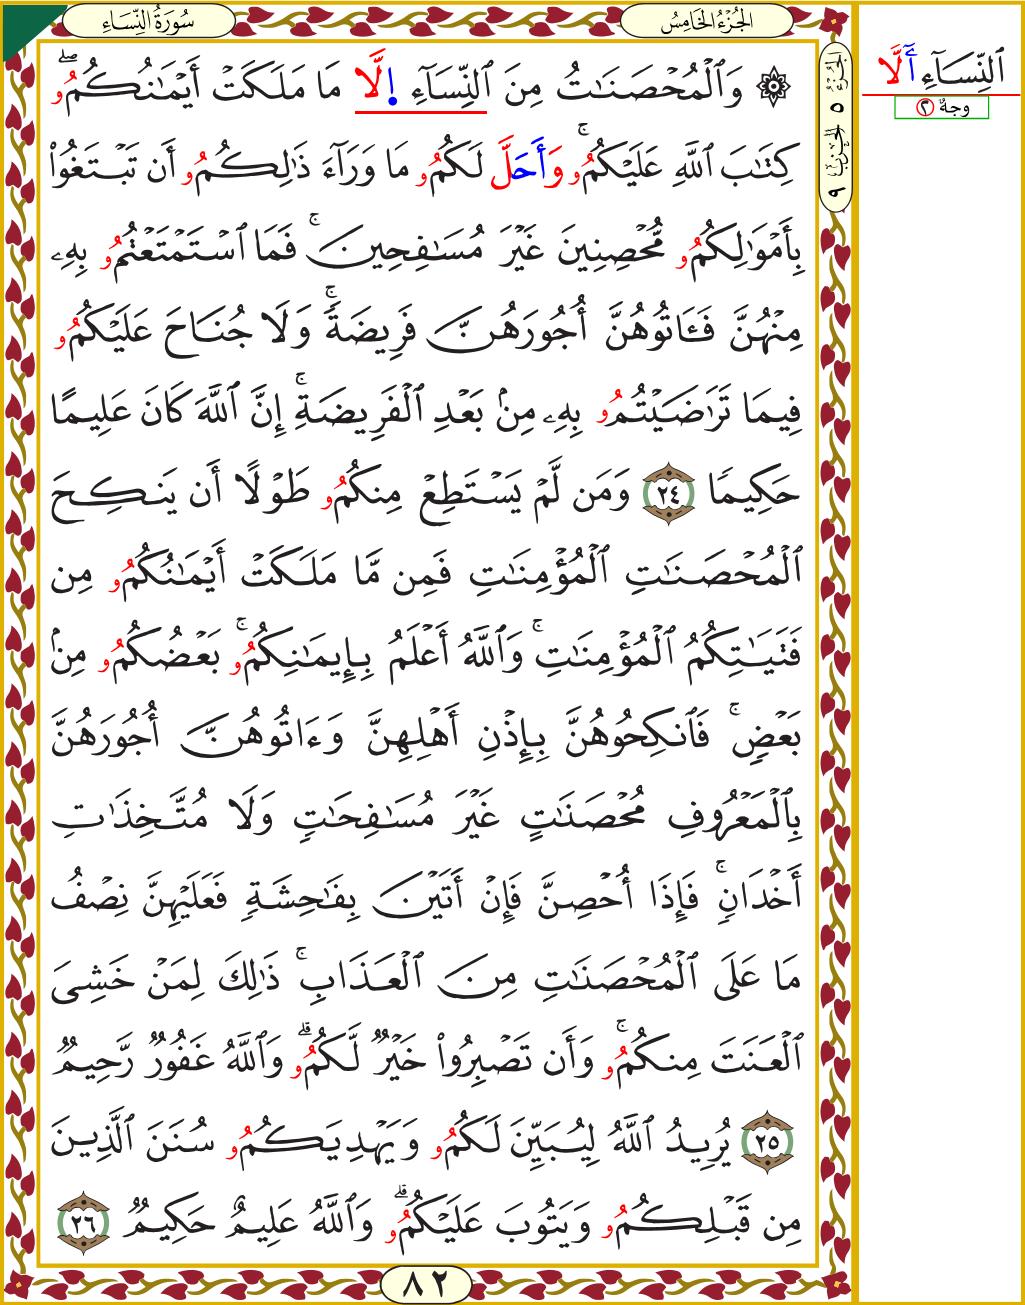 سُورَةُ النِّسَاءِ
الجُزْءُ الخَامِسُ
۞ وَٱلْمُحْصَنَٰتُ مِنَ ٱلنِّسَآءِ اِ۬لَّا مَا مَلَكَتْ أَيْمَٰنُكُمُۥ ۖ
كِتَٰبَ ٱللَّهِ عَلَيْكُمُۥ ۚ وَأَحَلَّ لَكُمُۥ مَا وَرَآءَ ذَٰلِكُمُۥ أَن تَبْتَغُوا۟
بِأَمْوَٰلِكُمُۥ مُّحْصِنِينَ غَيْرَ مُسَٰفِحِينَ ۚ فَمَا ٱسْتَمْتَعْتُمُۥ بِهِۦ
مِنْهُنَّ فَـَٔاتُوهُنَّ أُجُورَهُنَّ فَرِيضَةً ۚ وَلَا جُنَاحَ عَلَيْكُمُۥ
فِيمَا تَرَٰضَيْتُمُۥ بِهِۦ مِنۢ بَعْدِ ٱلْفَرِيضَةِ ۚ إِنَّ ٱللَّهَ كَانَ عَلِيمًا
حَكِيمًا ٢٤ وَمَن لَّمْ يَسْتَطِعْ مِنكُمُۥ طَوْلًا أَن يَنكِحَ
ٱلْمُحْصَنَٰتِ ٱلْمُؤْمِنَٰتِ فَمِن مَّا مَلَكَتْ أَيْمَٰنُكُمُۥ مِن
فَتَيَٰتِكُمُ ٱلْمُؤْمِنَٰتِ ۚ وَٱللَّهُ أَعْلَمُ بِإِيمَٰنِكُمُۥ ۚ بَعْضُكُمُۥ مِنۢ
بَعْضٍ ۚ فَٱنكِحُوهُنَّ بِإِذْنِ أَهْلِهِنَّ وَءَاتُوهُنَّ أُجُورَهُنَّ
بِٱلْمَعْرُوفِ مُحْصَنَٰتٍ غَيْرَ مُسَٰفِحَٰتٍ وَلَا مُتَّخِذَٰتِ
أَخْدَانٍ ۚ فَإِذَا أُحْصِنَّ فَإِنْ أَتَيْنَ بِفَٰحِشَةٍ فَعَلَيْهِنَّ نِصْفُ
مَا عَلَى ٱلْمُحْصَنَٰتِ مِنَ ٱلْعَذَابِ ۚ ذَٰلِكَ لِمَنْ خَشِىَ
ٱلْعَنَتَ مِنكُمُۥ ۚ وَأَن تَصْبِرُوا۟ خَيْرٌ لَّكُمُۥ ۗ وَٱللَّهُ غَفُورٌ رَّحِيمٌ
٢٥ يُرِيدُ ٱللَّهُ لِيُبَيِّنَ لَكُمُۥ وَيَهْدِيَكُمُۥ سُنَنَ ٱلَّذِينَ
مِن قَبْلِكُمُۥ وَيَتُوبَ عَلَيْكُمُۥ ۗ وَٱللَّهُ عَلِيمٌ حَكِيمٌ ٢٦
٨٢
الجزء ٥ الحزب ٩
ٱلنِّسَآءِ أَ۬لَّا
وجهٌ ٢